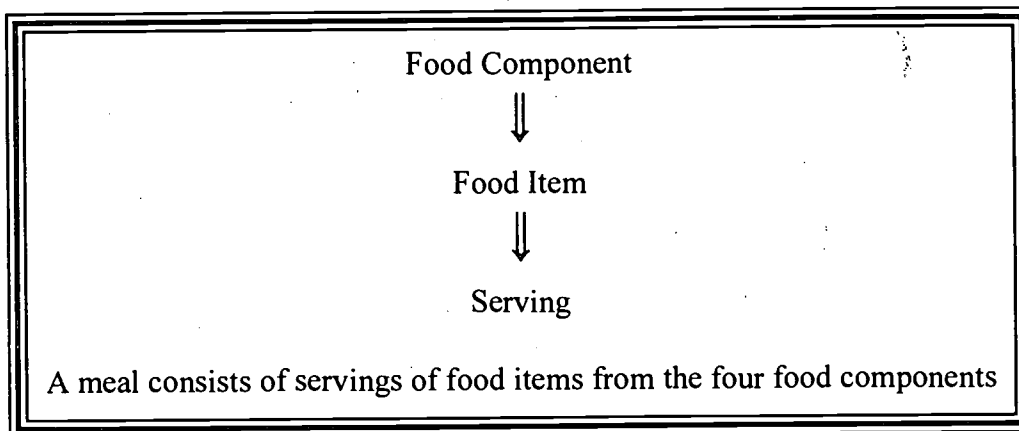 Food Component
⇓
Food Item
⇓
Serving
A meal consists of servings of food items from the four food components